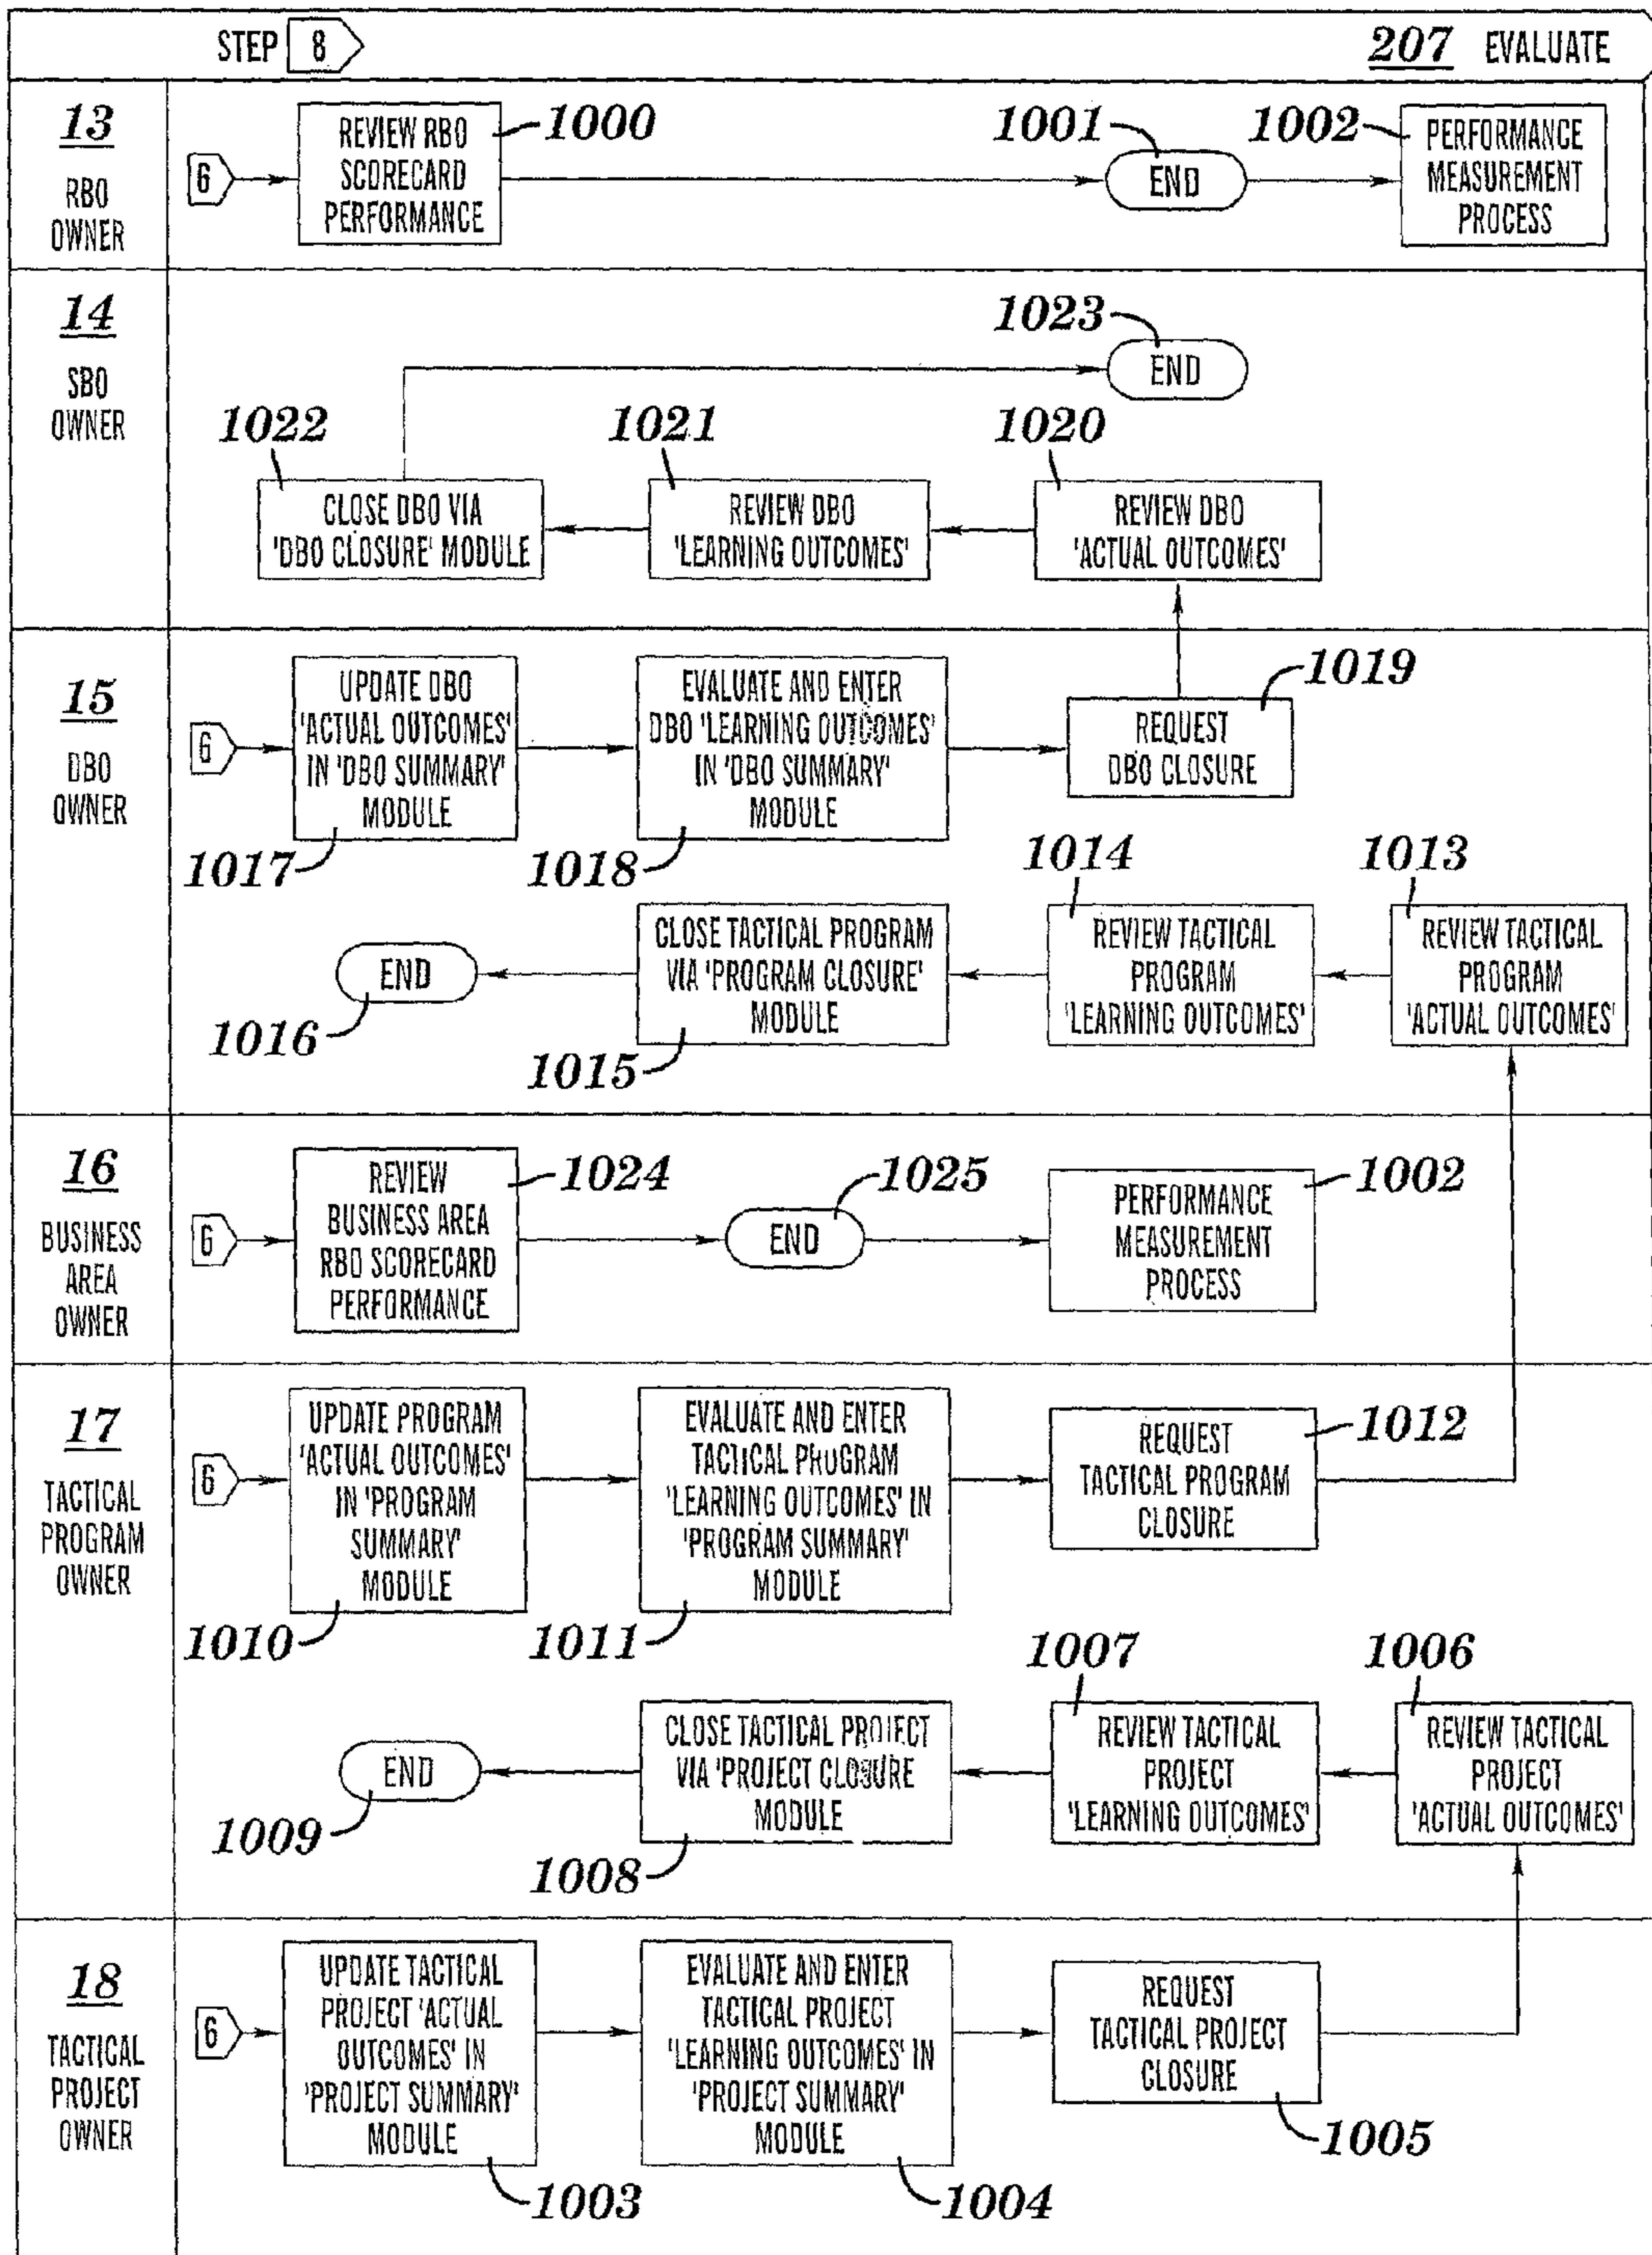 STEP 8
207 EVALUATE
13
RBO
OWNER
6
REVIEW RBO
SCORECARD
PERFORMANCE
1000
1001
END
1002
PERFORMANCE
MEASUREMENT
PROCESS
14
SBO
OWNER
1023
END
1022
CLOSE DBO VIA
'DBO CLOSURE' MODULE
1021
REVIEW DBO
'LEARNING OUTCOMES'
1020
REVIEW DBO
'ACTUAL OUTCOMES'
15
DBO
OWNER
6
UPDATE DBO
'ACTUAL OUTCOMES'
IN 'DBO SUMMARY'
MODULE
1017
EVALUATE AND ENTER
DBO 'LEARNING OUTCOMES'
IN 'DBO SUMMARY'
MODULE
1018
REQUEST
DBO CLOSURE
1019
END
1016
CLOSE TACTICAL PROGRAM
VIA 'PROGRAM CLOSURE'
MODULE
1015
1014
REVIEW TACTICAL
PROGRAM
'LEARNING OUTCOMES'
1013
REVIEW TACTICAL
PROGRAM
'ACTUAL OUTCOMES'
16
BUSINESS
AREA
OWNER
6
REVIEW
BUSINESS AREA
RBO SCORECARD
PERFORMANCE
1024
END
1025
PERFORMANCE
MEASUREMENT
PROCESS
1002
17
TACTICAL
PROGRAM
OWNER
6
UPDATE PROGRAM
'ACTUAL OUTCOMES'
IN 'PROGRAM
SUMMARY'
MODULE
1010
EVALUATE AND ENTER
TACTICAL PROGRAM
'LEARNING OUTCOMES' IN
'PROGRAM SUMMARY'
MODULE
1011
REQUEST
TACTICAL PROGRAM
CLOSURE
1012
END
1009
CLOSE TACTICAL PROJECT
VIA 'PROJECT CLOSURE
MODULE
1008
1007
REVIEW TACTICAL
PROJECT
'LEARNING OUTCOMES'
1006
REVIEW TACTICAL
PROJECT
'ACTUAL OUTCOMES'
18
TACTICAL
PROJECT
OWNER
6
UPDATE TACTICAL
PROJECT 'ACTUAL
OUTCOMES' IN
'PROJECT SUMMARY'
MODULE
1003
EVALUATE AND ENTER
TACTICAL PROJECT
'LEARNING OUTCOMES' IN
'PROJECT SUMMARY'
MODULE
1004
REQUEST
TACTICAL PROJECT
CLOSURE
1005